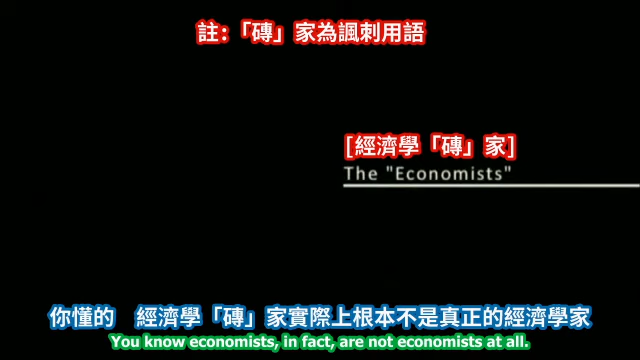 註:「磚」家為諷刺用語
[經濟學「磚」家]
The "Economists"
你懂的　經濟學「磚」家實際上根本不是真正的經濟學家
You know economists, in fact, are not economists at all.